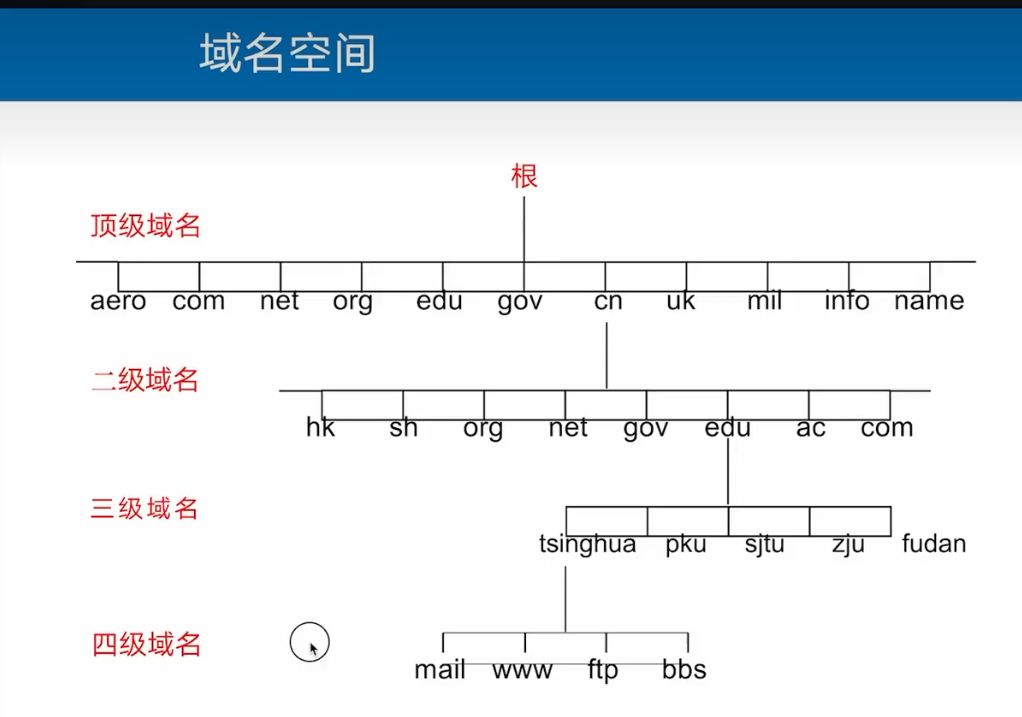 域名空间
根
顶级域名
aero com net org edu gov cn uk mil info name
二级域名
hk sh org net gov edu ac com
三级域名
tsinghua pku sjtu zju fudan
四级域名
mail www ftp bbs